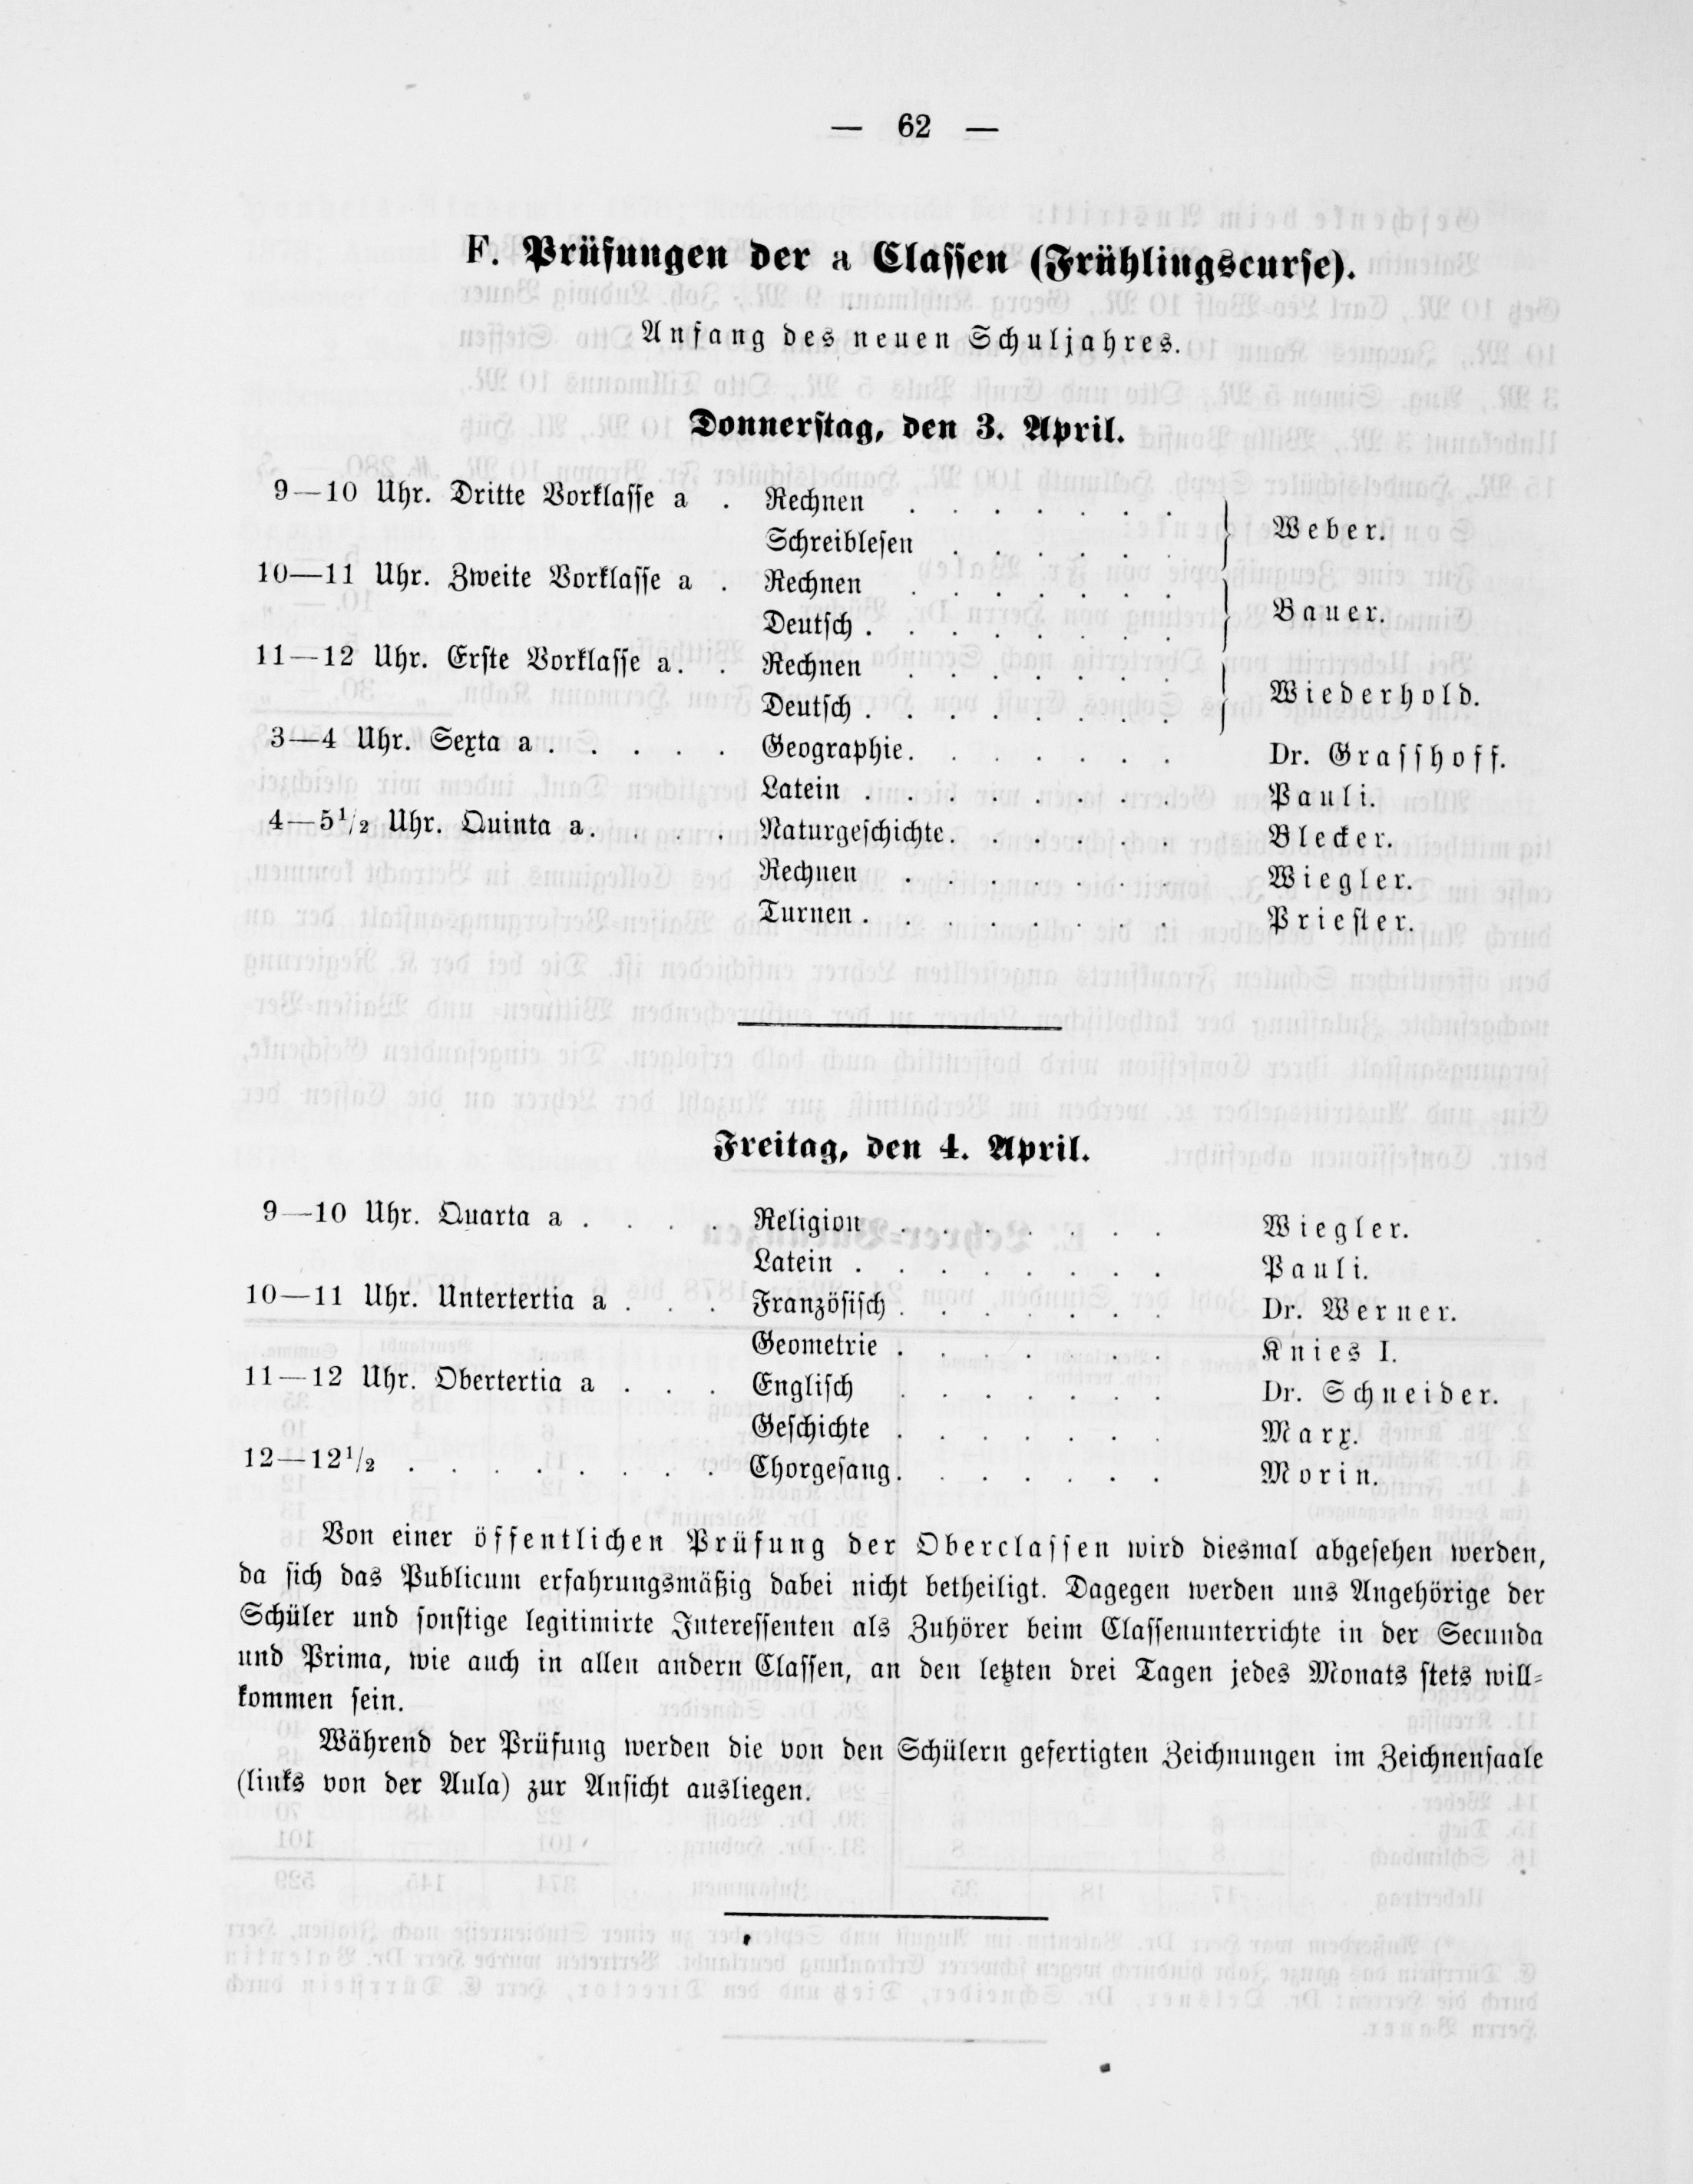 — 62 —
F. Prüfungen der a Classen (Frühlingscurse).
Anfang des neuen Schuljahres.
Donnerstag, den 3. April.
9—10 Uhr. Dritte Vorklasse a . Rechnen . . . . . . . } Weber.
Schreiblesen . . . . . .
10—11 Uhr. Zweite Vorklasse a . Rechnen . . . . . . . } Bauer.
Deutsch . . . . . . . .
11—12 Uhr. Erste Vorklasse a . . Rechnen . . . . . . . } Wiederhold.
Deutsch . . . . . . . .
3—4 Uhr. Sexta a . . . . . Geographie . . . . . . . Dr. Grasshoff.
Latein . . . . . . . . Pauli.
4—5½ Uhr. Quinta a . . . . Naturgeschichte . . . . . . Blecker.
Rechnen . . . . . . . Wiegler.
Turnen . . . . . . . . Priester.
Freitag, den 4. April.
9—10 Uhr. Quarta a . . . . Religion . . . . . . . Wiegler.
Latein . . . . . . . . Pauli.
10—11 Uhr. Untertertia a . . . Französisch . . . . . . . Dr. Werner.
Geometrie . . . . . . . Knies I.
11—12 Uhr. Obertertia a . . . Englisch . . . . . . . Dr. Schneider.
Geschichte . . . . . . . Marx.
12—12½ . . . . . . . . Chorgesang . . . . . . . Morin.
Von einer öffentlichen Prüfung der Oberclassen wird diesmal abgesehen werden,
da sich das Publicum erfahrungsmäßig dabei nicht betheiligt. Dagegen werden uns Angehörige der
Schüler und sonstige legitimirte Interessenten als Zuhörer beim Classenunterrichte in der Secunda
und Prima, wie auch in allen andern Classen, an den letzten drei Tagen jedes Monats stets will-
kommen sein.
Während der Prüfung werden die von den Schülern gefertigten Zeichnungen im Zeichnensaale
(links von der Aula) zur Ansicht ausliegen.